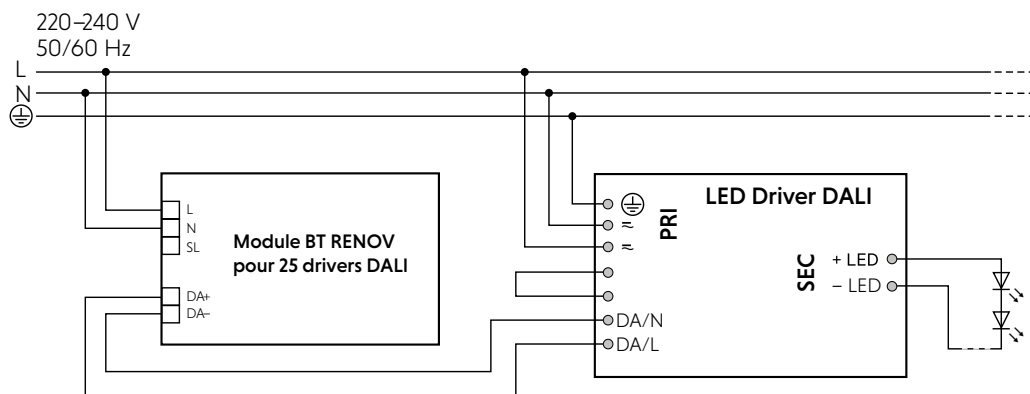 220–240 V
50/60 Hz
L
N
L
N
SL
DA+
DA–
Module BT RENOV
pour 25 drivers DALI
LED Driver DALI
PRI
SEC
+ LED
– LED
DA/N
DA/L